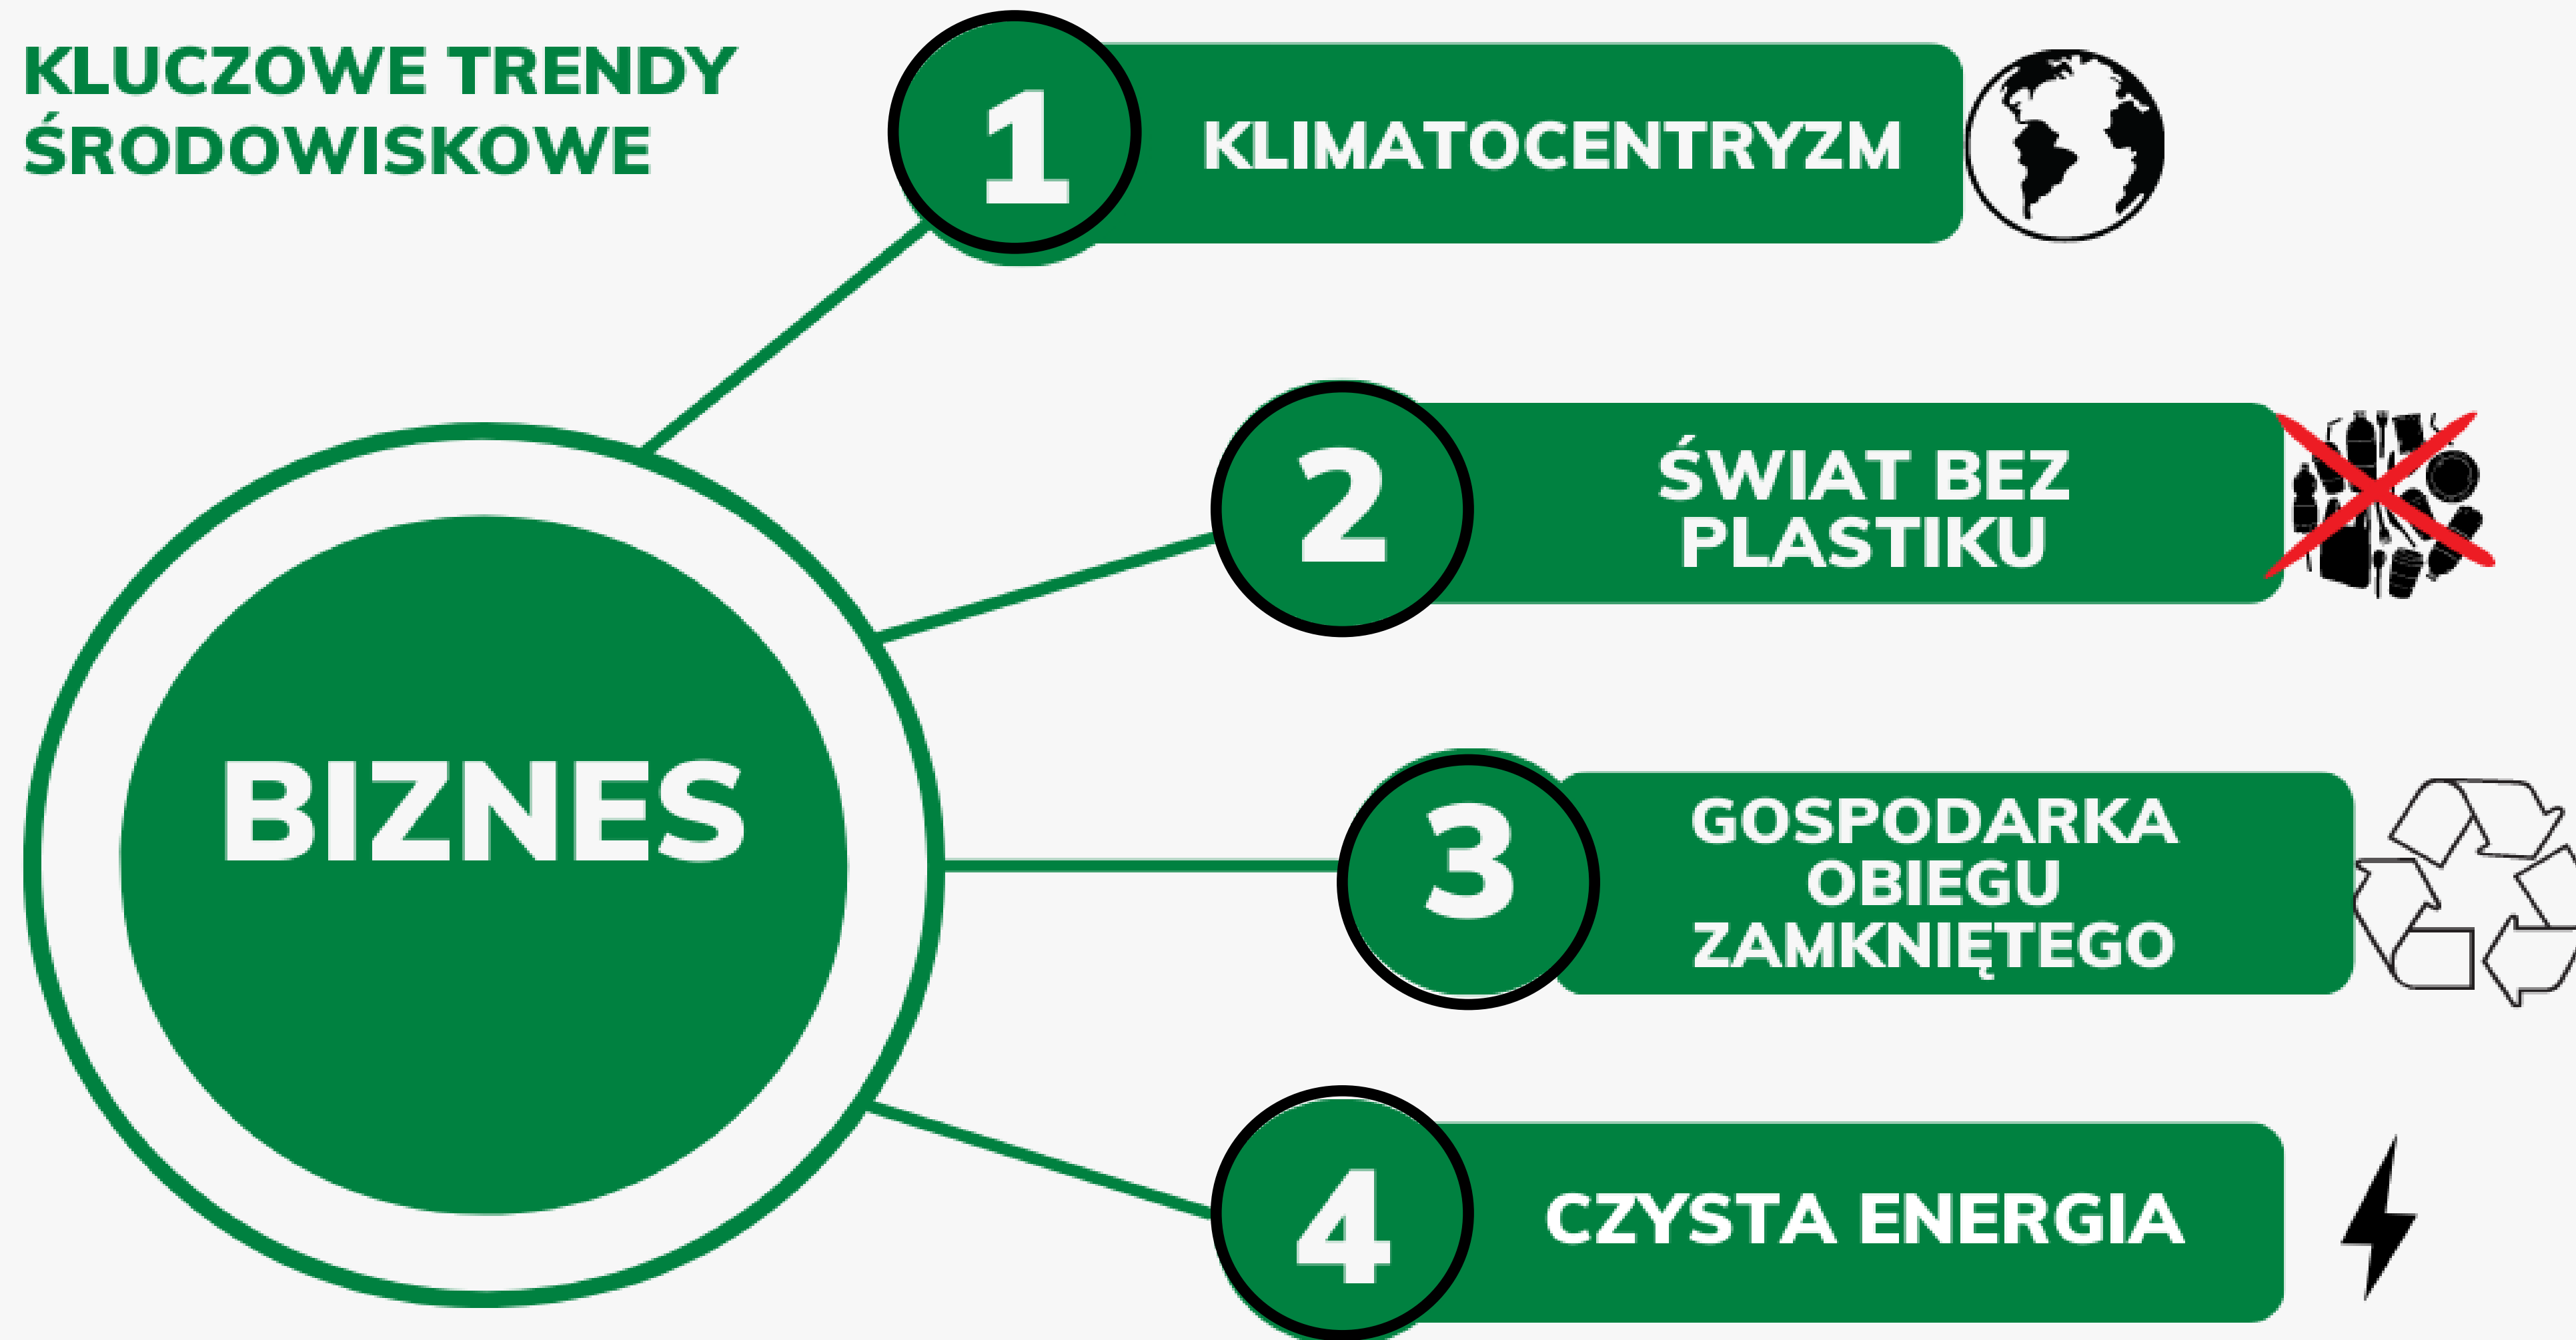 KLUCZOWE TRENDY
ŚRODOWISKOWE
1
KLIMATOCENTRYZM
2
ŚWIAT BEZ
PLASTIKU
BIZNES
3
GOSPODARKA
OBIEGU
ZAMKNIĘTEGO
4
CZYSTA ENERGIA